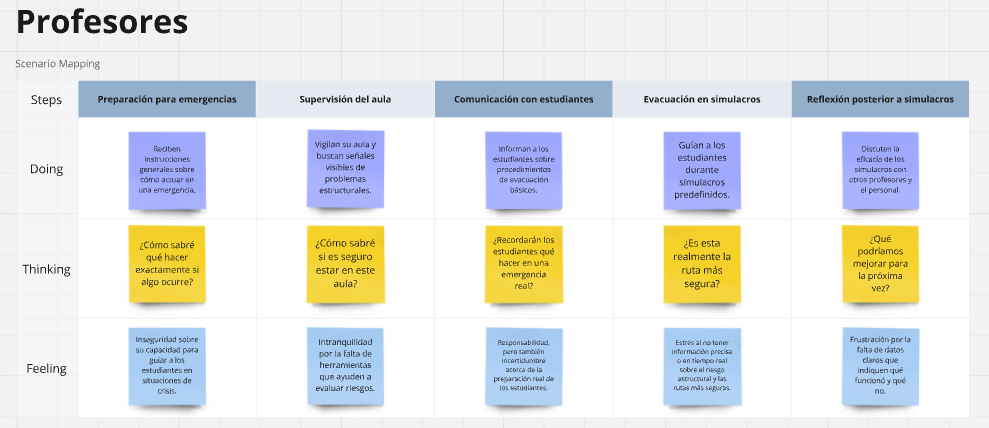 Profesores
Scenario Mapping
Steps
Preparación para emergencias
Supervisión del aula
Comunicación con estudiantes
Evacuación en simulacros
Reflexión posterior a simulacros
Doing
Reciben
instrucciones
generales sobre
cómo actuar en
una emergencia.
Vigilan su aula y
buscan señales
visibles de
problemas
estructurales.
Informan a los
estudiantes sobre
procedimientos
de evacuación
básicos.
Guían a los
estudiantes
durante
simulacros
predefinidos.
Discuten la
eficacia de los
simulacros con
otros profesores y
el personal.
Thinking
¿Cómo sabré
qué hacer
exactamente si
algo ocurre?
¿Cómo sabré
si es seguro
estar en este
aula?
¿Recordarán los
estudiantes qué
hacer en una
emergencia
real?
¿Es esta
realmente la
ruta más
segura?
¿Qué
podríamos
mejorar para
la próxima
vez?
Feeling
Inseguridad sobre
su capacidad para
guiar a los
estudiantes en
situaciones de
crisis.
Intranquilidad
por la falta de
herramientas
que ayuden a
evaluar riesgos.
Responsabilidad,
pero también
incertidumbre
acerca de la
preparación real de
los estudiantes.
Estrés al no tener
información precisa
o en tiempo real
sobre el riesgo
estructural y las
rutas más seguras.
Frustración por la
falta de datos
claros que
indiquen qué
funcionó y qué
no.